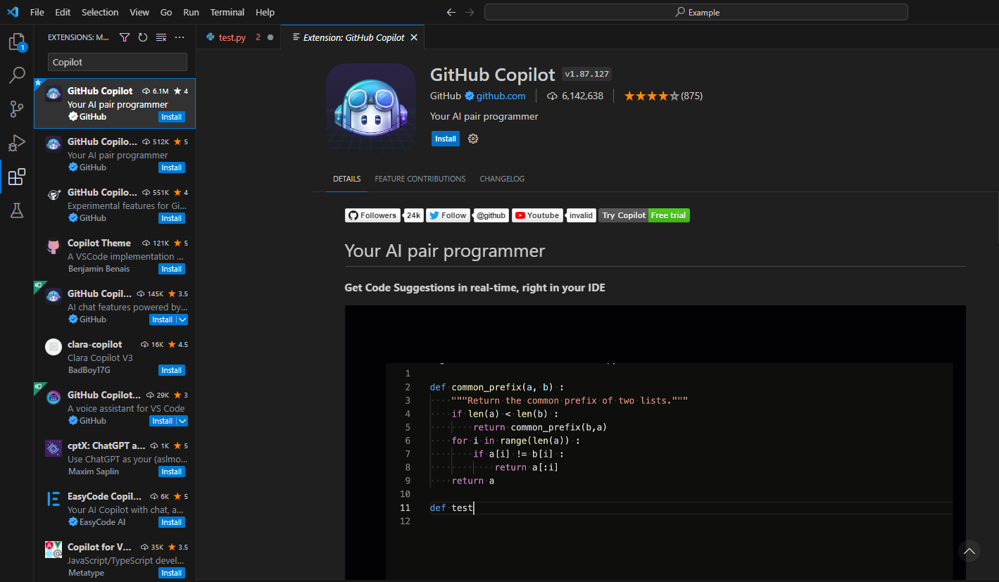 File Edit Selection View Go Run Terminal Help
Example
1
EXTENSIONS: M...
Copilot
GitHub Copilot 6.1M 4
Your AI pair programmer
GitHub Install
GitHub Copilo... 512K 5
Your AI pair programmer
GitHub Install
GitHub Copilo... 551K 4
Experimental features for Gi...
GitHub Install
Copilot Theme 121K 5
A VSCode implementation ...
Benjamin Benais Install
GitHub Copil... 145K 3.5
AI chat features powered by...
GitHub Install
clara-copilot 16K 4.5
Clara Copilot V3
BadBoy17G Install
GitHub Copilot... 29K 3
A voice assistant for VS Code
GitHub Install
cptX: ChatGPT a... 1K 5
Use ChatGPT as your (aslmo...
Maxim Saplin Install
EasyCode Copil... 6K 5
Your AI Copilot with chat, a...
EasyCode AI Install
Copilot for V... 35K 3.5
JavaScript/TypeScript devel...
Metatype Install
test.py 2
Extension: GitHub Copilot
GitHub Copilot v1.87.127
GitHub github.com 6,142,638 (875)
Your AI pair programmer
Install
DETAILS FEATURE CONTRIBUTIONS CHANGELOG
Followers 24k Follow @github Youtube invalid Try Copilot Free trial
Your AI pair programmer
Get Code Suggestions in real-time, right in your IDE
1
2 def common_prefix(a, b) :
3 """Return the common prefix of two lists."""
4 if len(a) < len(b) :
5 return common_prefix(b,a)
6 for i in range(len(a)) :
7 if a[i] != b[i] :
8 return a[:i]
9 return a
10
11 def test
12